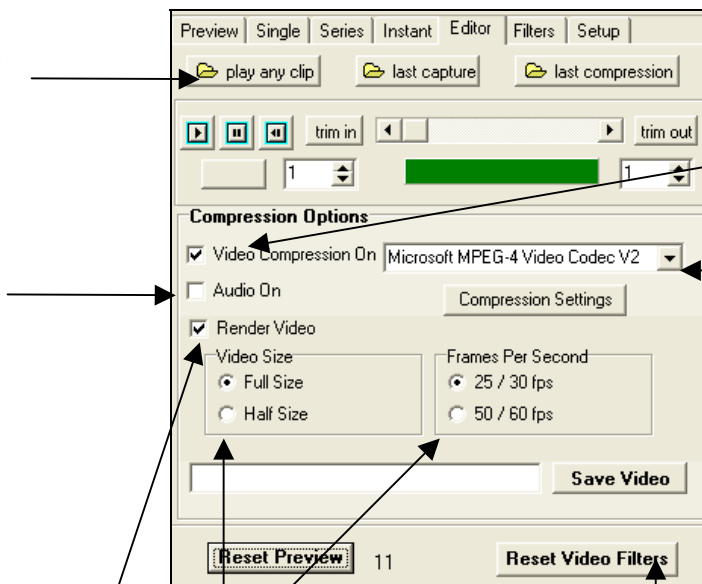 Preview Single Series Instant Editor Filters Setup
play any clip last capture last compression
trim in trim out
1 1
Compression Options
Video Compression On Microsoft MPEG-4 Video Codec V2
Audio On Compression Settings
Render Video
Video Size Frames Per Second
Full Size 25 / 30 fps
Half Size 50 / 60 fps
Save Video
Reset Preview 11 Reset Video Filters